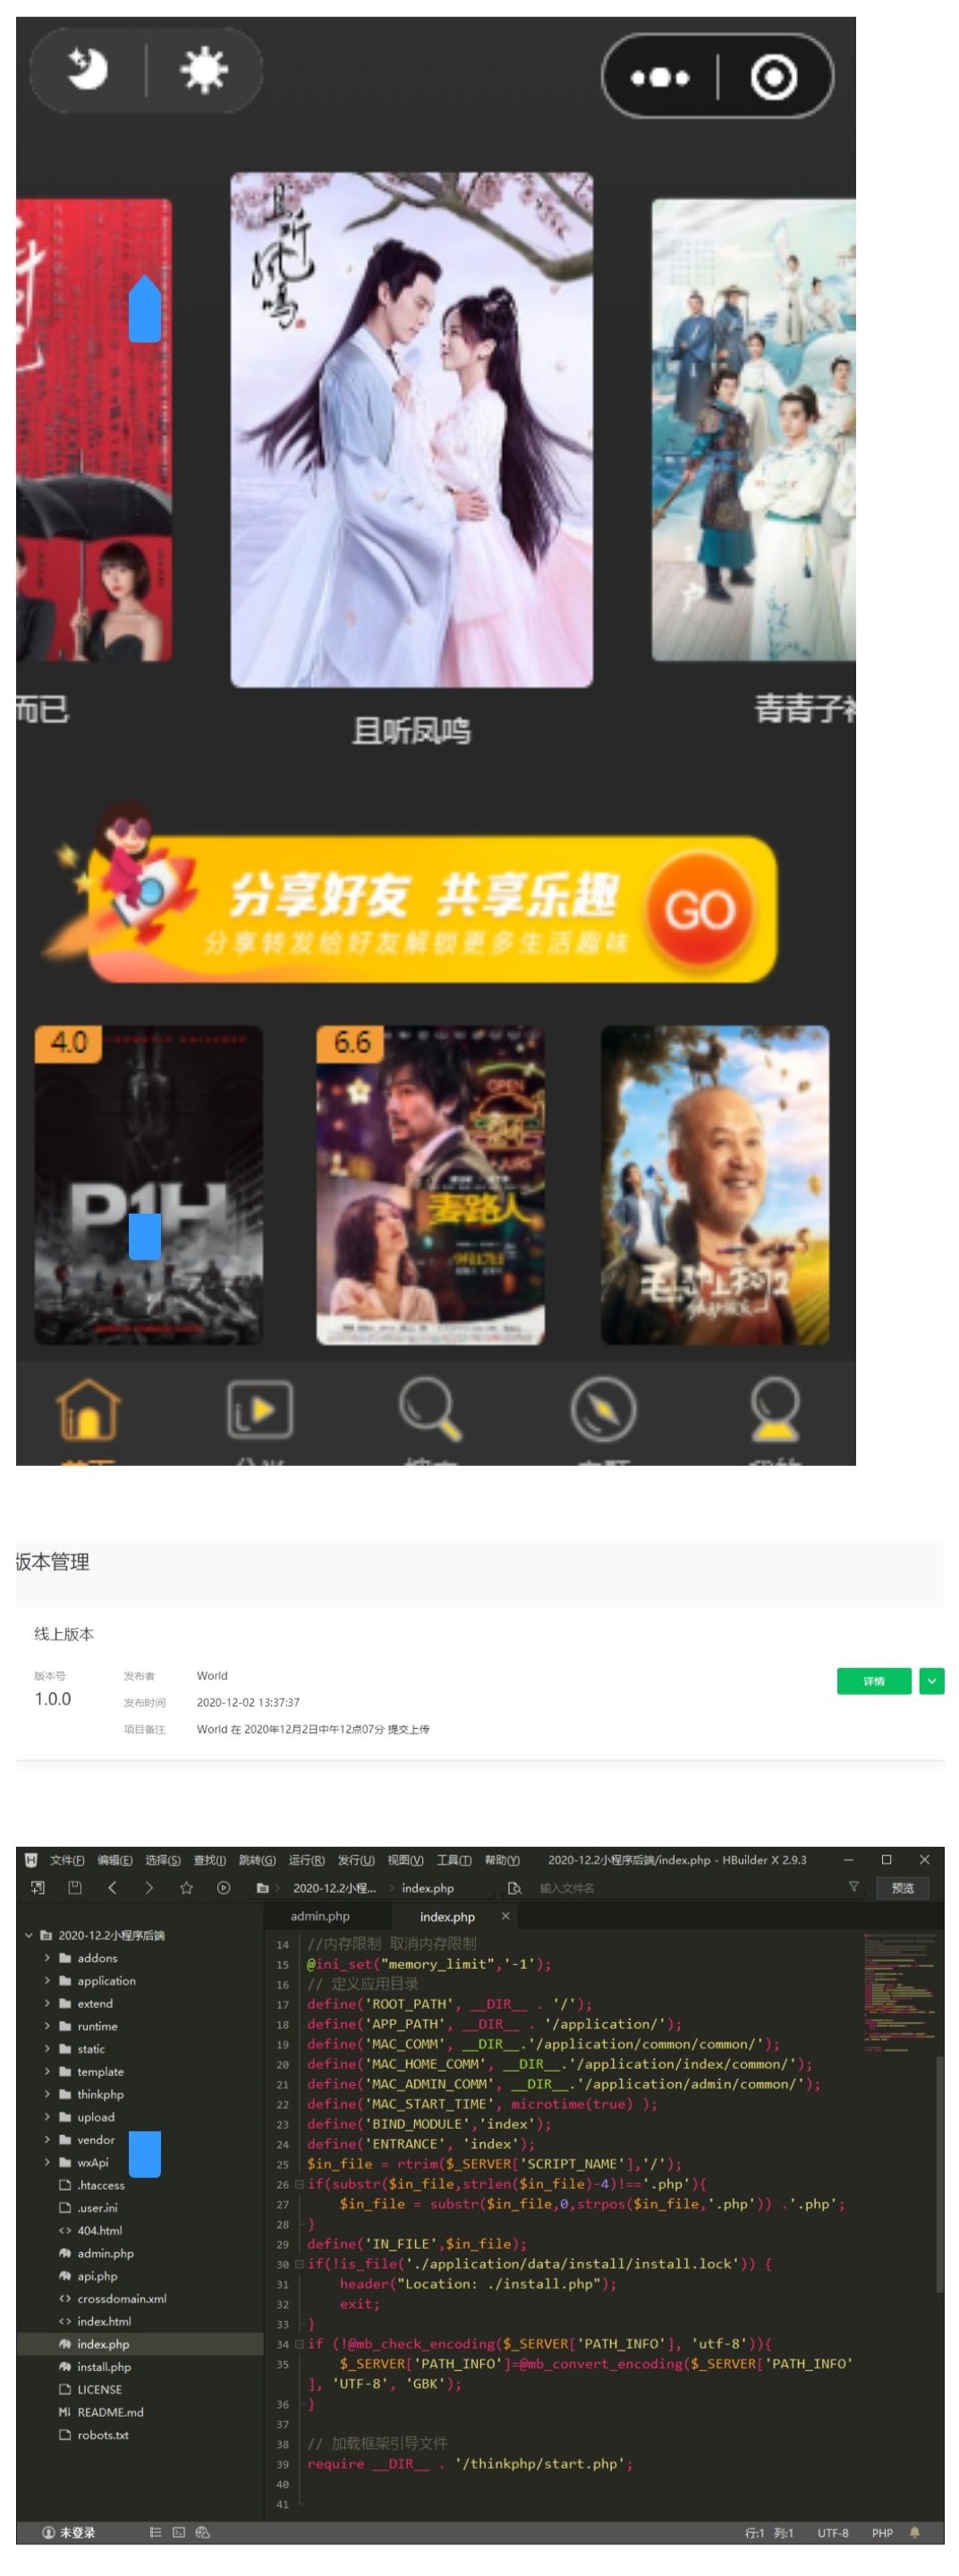 且听凤鸣
而已
且听凤鸣
青青子
分享好友 共享乐趣
分享转发给好友解锁更多生活趣味
GO
4.0
6.6
P1H
妻路人
毛驴上树2
版本管理
线上版本
版本号
1.0.0
发布者 World
发布时间 2020-12-02 13:37:37
项目备注 World 在 2020年12月2日中午12点07分 提交上传
详情
文件(F) 编辑(E) 选择(S) 查找(I) 跳转(G) 运行(R) 发行(U) 视图(V) 工具(T) 帮助(Y) 2020-12.2小程序后端/index.php - HBuilder X 2.9.3
2020-12.2小程... index.php 输入文件名 预览
admin.php index.php
2020-12.2小程序后端
addons
application
extend
runtime
static
template
thinkphp
upload
vendor
wxApi
.htaccess
.user.ini
404.html
admin.php
api.php
crossdomain.xml
index.html
index.php
install.php
LICENSE
README.md
robots.txt
14 //内存限制 取消内存限制
15 @ini_set("memory_limit",'-1');
16 // 定义应用目录
17 define('ROOT_PATH', __DIR__ . '/');
18 define('APP_PATH', __DIR__ . '/application/');
19 define('MAC_COMM', __DIR__.'/application/common/common/');
20 define('MAC_HOME_COMM', __DIR__.'/application/index/common/');
21 define('MAC_ADMIN_COMM', __DIR__.'/application/admin/common/');
22 define('MAC_START_TIME', microtime(true) );
23 define('BIND_MODULE','index');
24 define('ENTRANCE', 'index');
25 $in_file = rtrim($_SERVER['SCRIPT_NAME'],'/');
26 if(substr($in_file,strlen($in_file)-4)!=='.php'){
27 $in_file = substr($in_file,0,strpos($in_file,'.php')) .'.php';
28 }
29 define('IN_FILE',$in_file);
30 if(!is_file('./application/data/install/install.lock')) {
31 header("Location: ./install.php");
32 exit;
33 }
34 if (!@mb_check_encoding($_SERVER['PATH_INFO'], 'utf-8')){
35 $_SERVER['PATH_INFO']=@mb_convert_encoding($_SERVER['PATH_INFO'
], 'UTF-8', 'GBK');
36 }
37
38 // 加载框架引导文件
39 require __DIR__ . '/thinkphp/start.php';
40
41
未登录 行:1 列:1 UTF-8 PHP